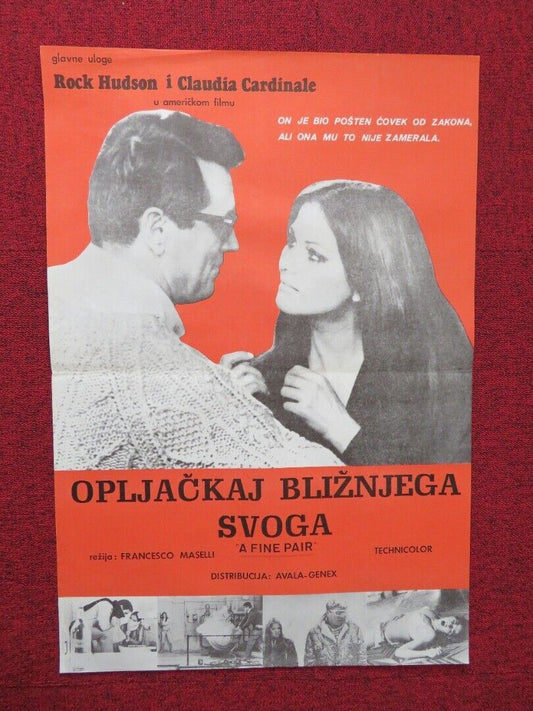 glavne uloge
Rock Hudson i Claudia Cardinale
u američkom filmu
ON JE BIO POŠTEN ČOVEK OD ZAKONA,
ALI ONA MU TO NIJE ZAMERALA.
OPLJAČKAJ BLIŽNJEGA
SVOGA
"A FINE PAIR"
režija: FRANCESCO MASELLI
TECHNICOLOR
DISTRIBUCIJA: AVALA-GENEX